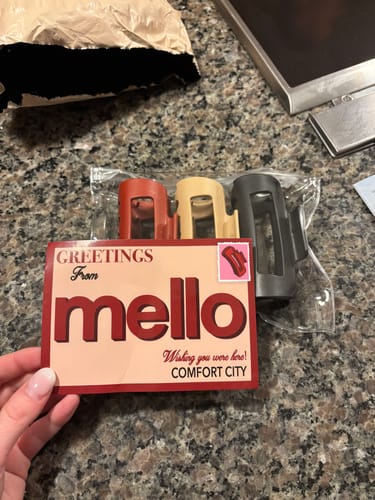 GREETINGS
From
mello
Wishing you were here!
COMFORT CITY